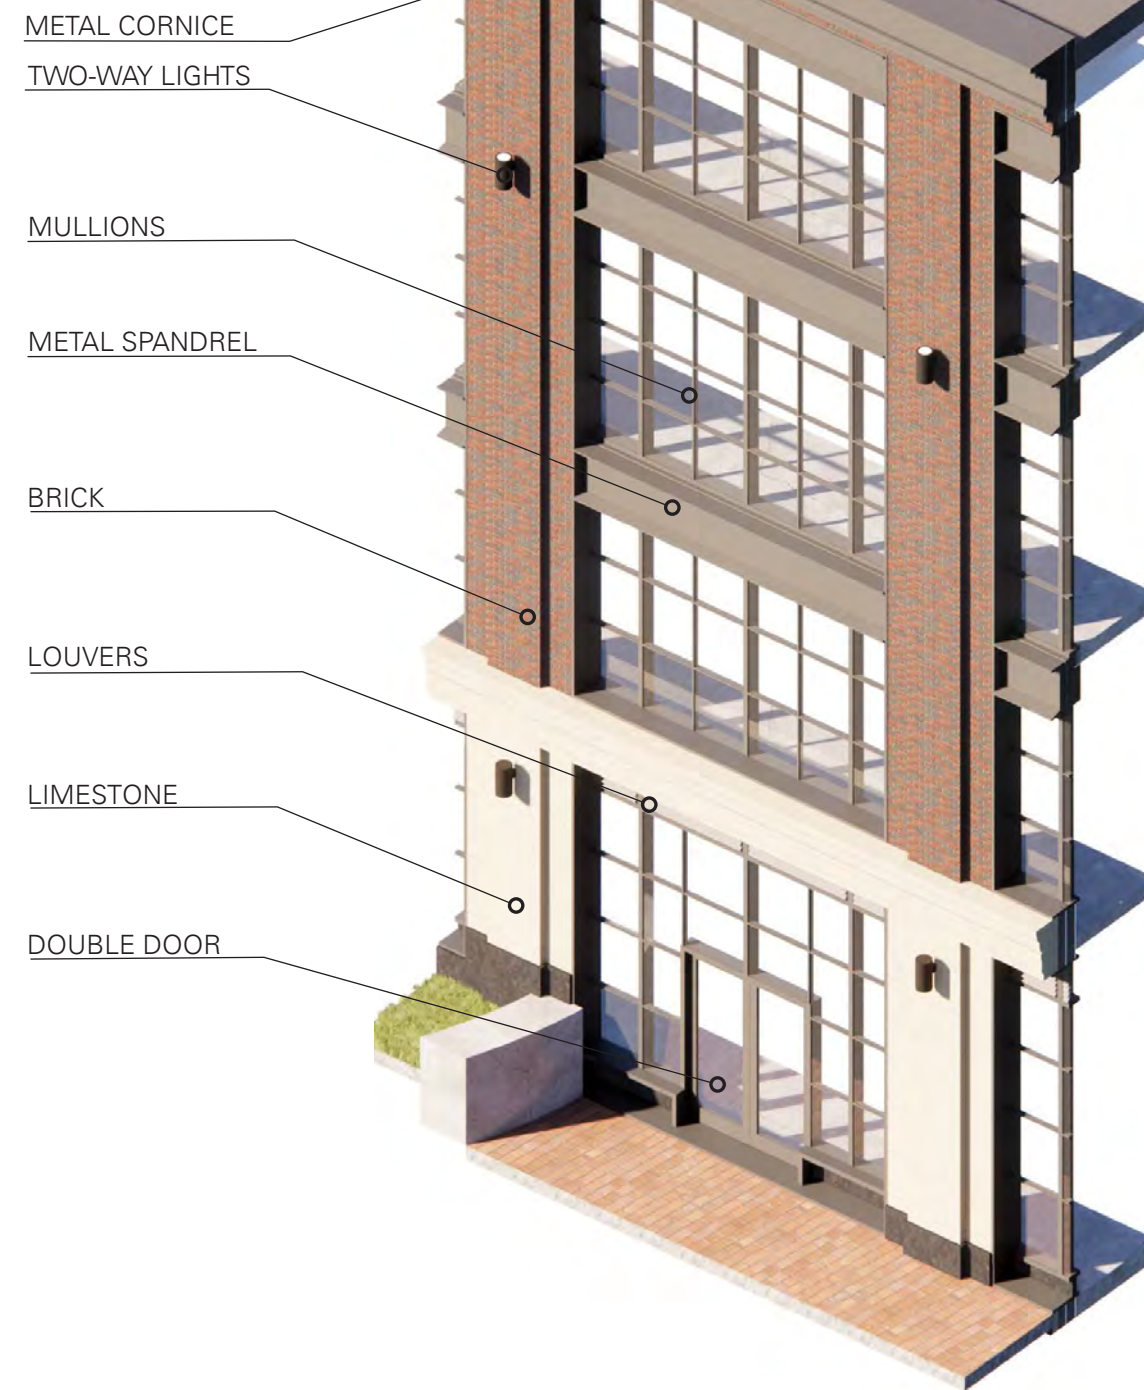 METAL CORNICE
TWO-WAY LIGHTS
MULLIONS
METAL SPANDREL
BRICK
LOUVERS
LIMESTONE
DOUBLE DOOR